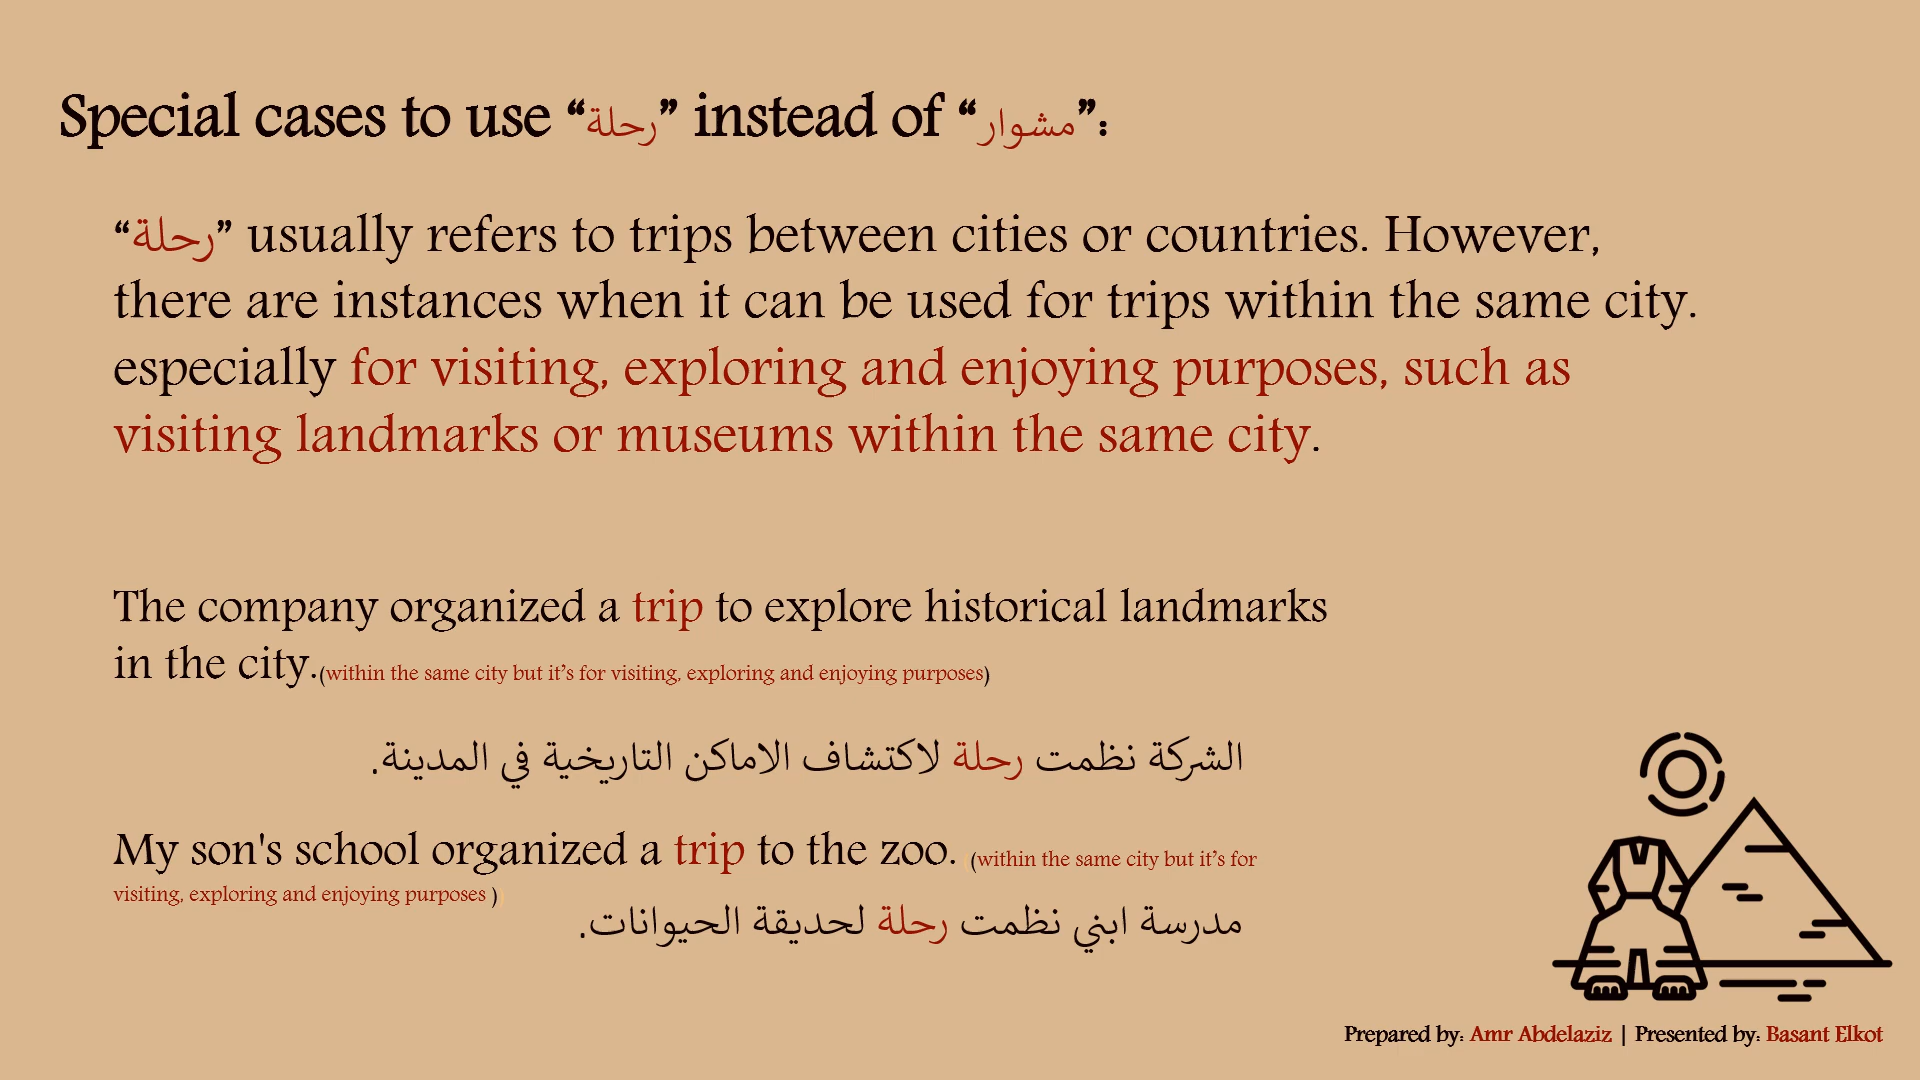 Special cases to use “رحلة” instead of “مشوار”:
“رحلة” usually refers to trips between cities or countries. However,
there are instances when it can be used for trips within the same city.
especially for visiting, exploring and enjoying purposes, such as
visiting landmarks or museums within the same city.
The company organized a trip to explore historical landmarks
in the city.(within the same city but it’s for visiting, exploring and enjoying purposes)
الشركة نظمت رحلة لاكتشاف الاماكن التاريخية في المدينة.
My son's school organized a trip to the zoo. (within the same city but it’s for
visiting, exploring and enjoying purposes )
مدرسة ابني نظمت رحلة لحديقة الحيوانات.
Prepared by: Amr Abdelaziz | Presented by: Basant Elkot